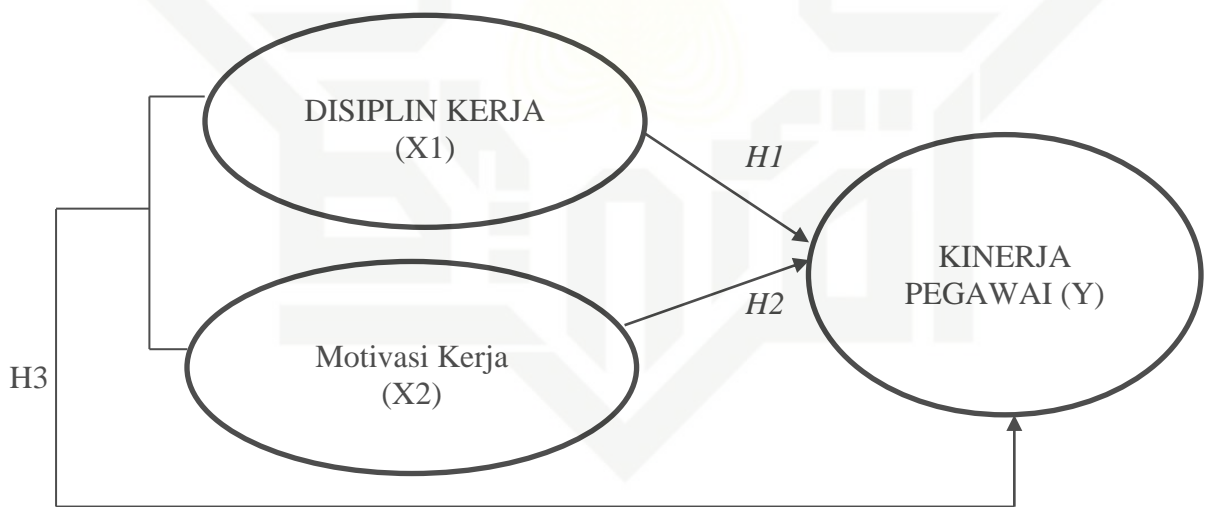 DISIPLIN KERJA
(X1)
H1
KINERJA
PEGAWAI (Y)
H2
Motivasi Kerja
(X2)
H3